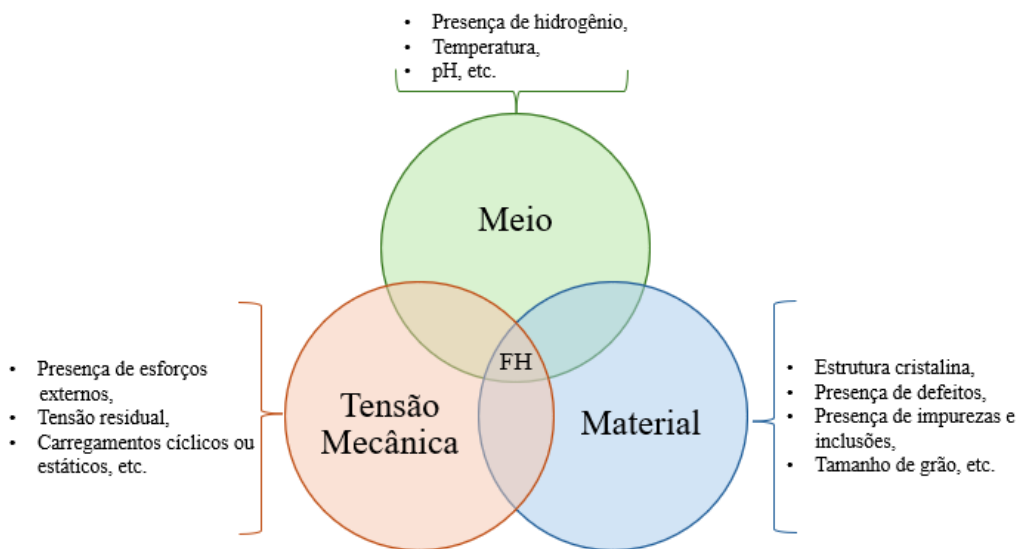 • Presença de hidrogênio,
• Temperatura,
• pH, etc.
Meio
FH
• Presença de esforços
externos,
• Tensão residual,
• Carregamentos cíclicos ou
estáticos, etc.
Tensão
Mecânica
Material
• Estrutura cristalina,
• Presença de defeitos,
• Presença de impurezas e
inclusões,
• Tamanho de grão, etc.